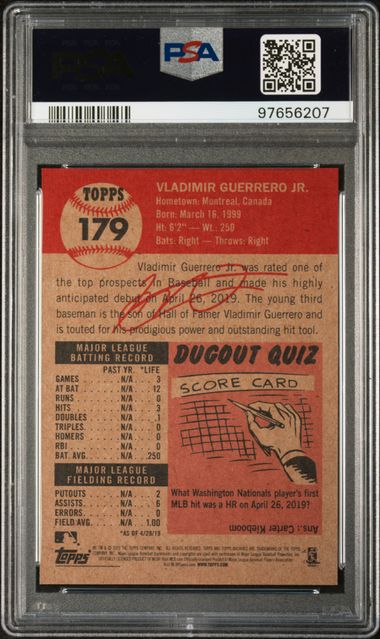 PSA
PSA
97656207
TOPPS
179
VLADIMIR GUERRERO JR.
Hometown: Montreal, Canada
Born: March 16, 1999
Ht: 6'2"— Wt.: 250
Bats: Right — Throws: Right
Vladimir Guerrero Jr. was rated one of
the top prospects in Baseball and made his highly
anticipated debut on April 26, 2019. The young third
baseman is the son of Hall of Famer Vladimir Guerrero and
is touted for his prodigious power and outstanding hit tool.
MAJOR LEAGUE
BATTING RECORD
PAST YR. *LIFE
GAMES N/A . 3
AT BAT N/A . 12
RUNS N/A . 0
HITS N/A . 3
DOUBLES N/A . 1
TRIPLES N/A . 0
HOMERS N/A . 0
RBI N/A . 0
BAT. AVG. N/A . .250
MAJOR LEAGUE
FIELDING RECORD
PUTOUTS N/A . 2
ASSISTS N/A . 6
ERRORS N/A . 0
FIELD AVG. N/A . 1.00
*AS OF 4/28/19
DUGOUT QUIZ
SCORE CARD
What Washington Nationals player's first
MLB hit was a HR on April 26, 2019?
Ans.: Carter Kieboom
Topps